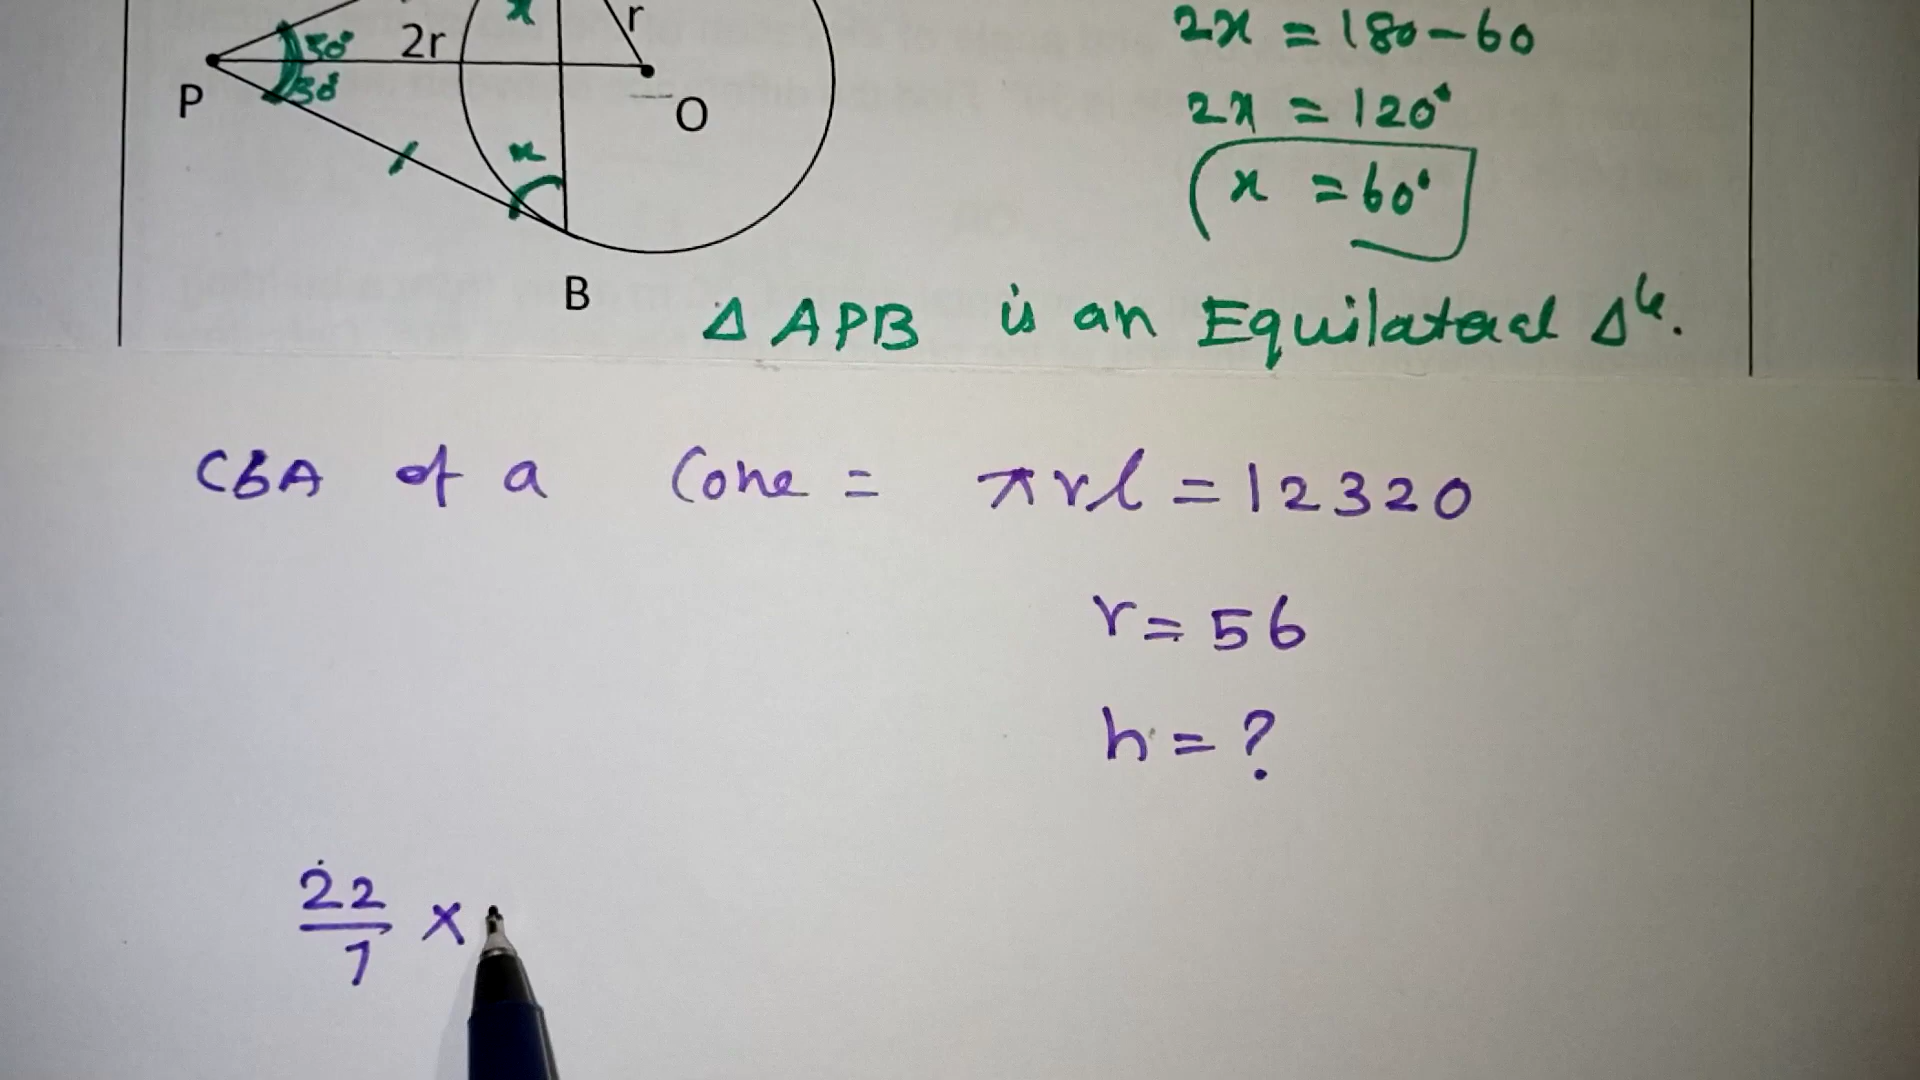 x
r
2x = 180-60
30°
2r
30°
P
O
2x = 120°
x
x = 60°
B
Δ APB is an Equilateral Δle.
CSA of a Cone = πrl = 12320
r = 56
h = ?
22/7 ×